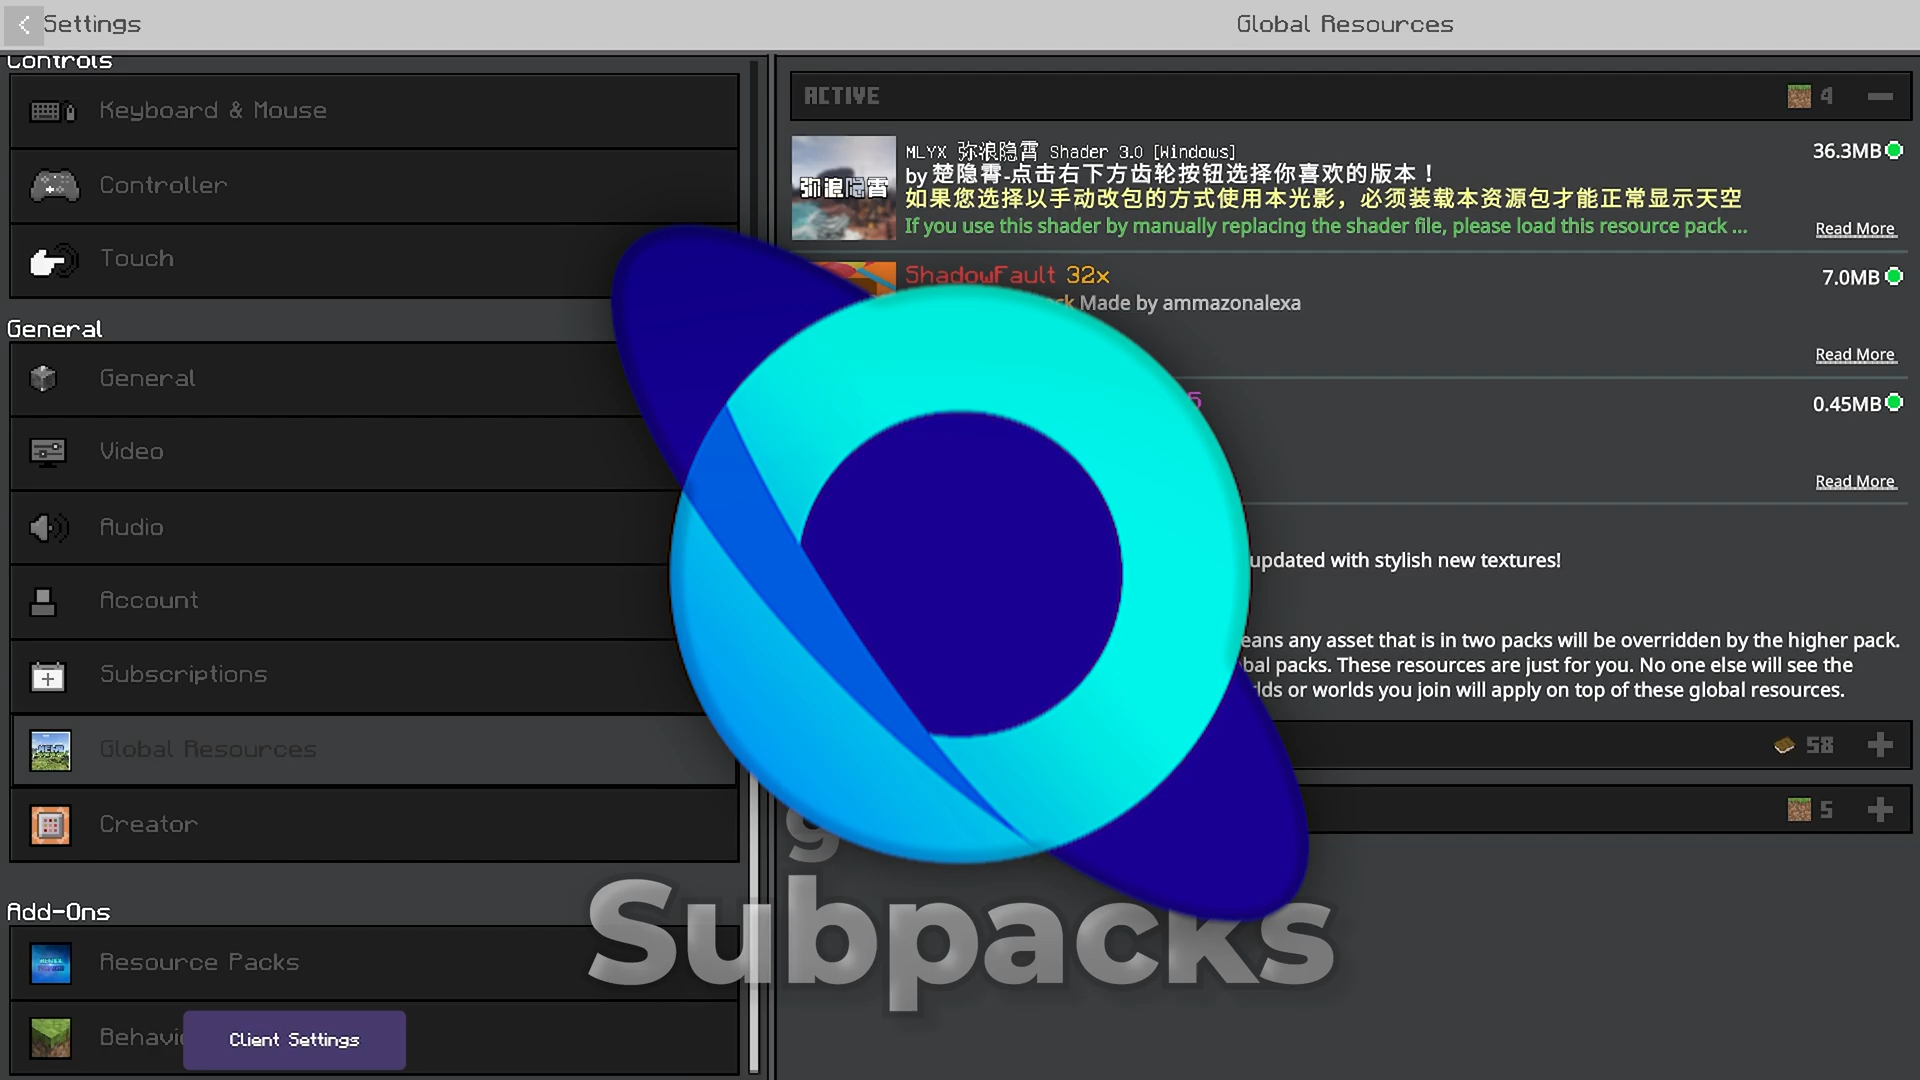 Settings
Global Resources
Controls
Keyboard & Mouse
Controller
Touch
General
General
Video
Audio
Account
Subscriptions
Global Resources
Creator
Add-Ons
Resource Packs
Behavi
Client Settings
ACTIVE
4
弥浪隐霄
MLYX 弥浪隐霄 Shader 3.0 [Windows]
36.3MB
by 楚隐霄-点击右下方齿轮按钮选择你喜欢的版本！
如果您选择以手动改包的方式使用本光影，必须装载本资源包才能正常显示天空
If you use this shader by manually replacing the shader file, please load this resource pack ...
Read More
ShadowFault 32x
7.0MB
ck Made by ammazonalexa
Read More
5
0.45MB
Read More
updated with stylish new textures!
eans any asset that is in two packs will be overridden by the higher pack.
bal packs. These resources are just for you. No one else will see the
lds or worlds you join will apply on top of these global resources.
58
5
g
Subpacks